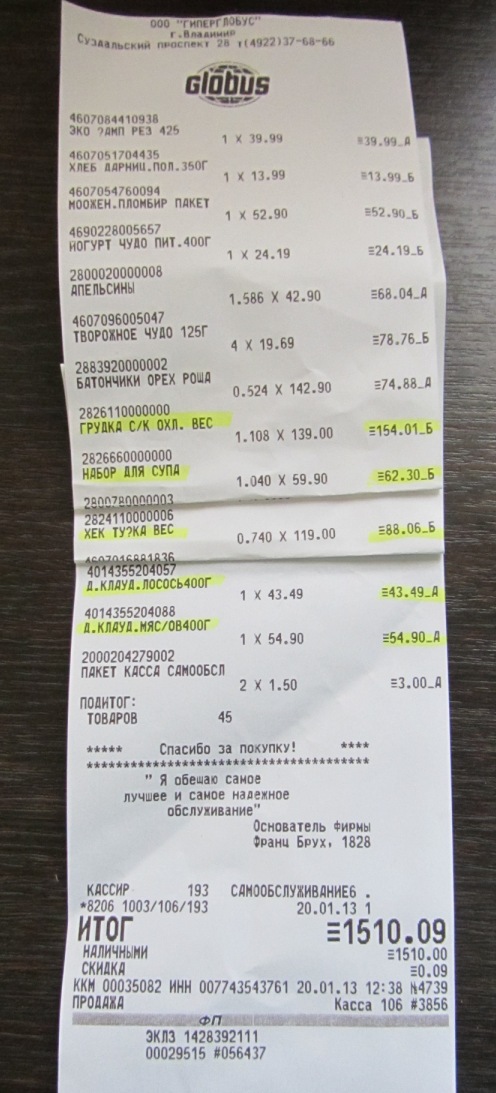 ООО "ГИПЕРГЛОБУС"
г.Владимир
Суздальский проспект 28 т(4922)37-68-66
Globus
4607084410938
ЭКО ?АМП РЕЗ 425
1 X 39.99 ≡39.99_А
4607051704435
ХЛЕБ ДАРНИЦ.ПОЛ.350Г
1 X 13.99 ≡13.99_Б
4607054760094
МООЖЕН.ПЛОМБИР ПАКЕТ
1 X 52.90 ≡52.90_Б
4690228005657
ЙОГУРТ ЧУДО ПИТ.400Г
1 X 24.19 ≡24.19_Б
2800020000008
АПЕЛЬСИНЫ
1.586 X 42.90 ≡68.04_А
4607096005047
ТВОРОЖНОЕ ЧУДО 125Г
4 X 19.69 ≡78.76_Б
2883920000002
БАТОНЧИКИ ОРЕХ РОША
0.524 X 142.90 ≡74.88_А
2826110000000
ГРУДКА С/К ОХЛ. ВЕС
1.108 X 139.00 ≡154.01_Б
2826660000000
НАБОР ДЛЯ СУПА
1.040 X 59.90 ≡62.30_Б
2800780000003
2824110000006
ХЕК ТУ?КА ВЕС
0.740 X 119.00 ≡88.06_Б
4607016881836
4014355204057
Д.КЛАУД.ЛОСОСЬ400Г
1 X 43.49 ≡43.49_А
4014355204088
Д.КЛАУД.МЯС/ОВ400Г
1 X 54.90 ≡54.90_А
2000204279002
ПАКЕТ КАССА САМООБСЛ
2 X 1.50 ≡3.00_А
ПОДИТОГ:
ТОВАРОВ 45
***** Спасибо за покупку! ****
****************************************
" Я обещаю самое
лучшее и самое надежное
обслуживание"
Основатель фирмы
Франц Брух, 1828
КАССИР 193 САМООБСЛУЖИВАНИЕ6 .
*8206 1003/106/193 20.01.13 1
ИТОГ ≡1510.09
НАЛИЧНЫМИ ≡1510.00
СКИДКА ≡0.09
ККМ 00035082 ИНН 007743543761 20.01.13 12:38 №4739
ПРОДАЖА Касса 106 #3856
ФП
ЭКЛЗ 1428392111
00029515 #056437